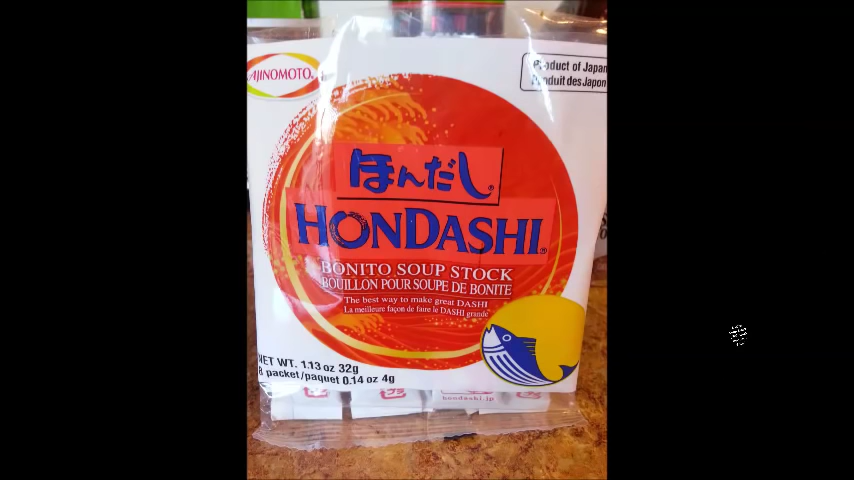 AJINOMOTO
Product of Japan
Produit des Japon
ほんだし®
HONDASHI®
BONITO SOUP STOCK
BOUILLON POUR SOUPE DE BONITE
The best way to make great DASHI
La meilleure façon de faire le DASHI grande
NET WT. 1.13 oz 32g
8 packet/paquet 0.14 oz 4g
hondashi.jp